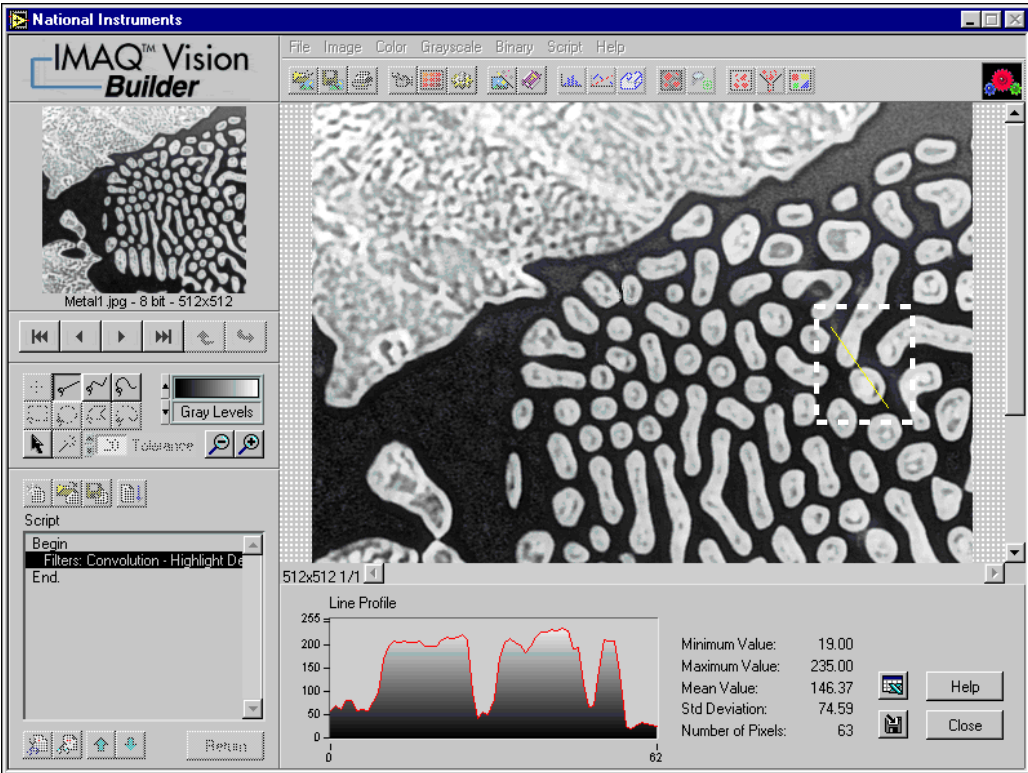 National Instruments
IMAQ™ Vision
Builder
File Image Color Grayscale Binary Script Help
Metal1.jpg - 8 bit - 512x512
Gray Levels
20 Tolerance
Script
Begin
Filters: Convolution - Highlight De
End.
Return
512x512 1/1
Line Profile
255
200
150
100
50
0
0 62
Minimum Value: 19.00
Maximum Value: 235.00
Mean Value: 146.37
Std Deviation: 74.59
Number of Pixels: 63
Help
Close